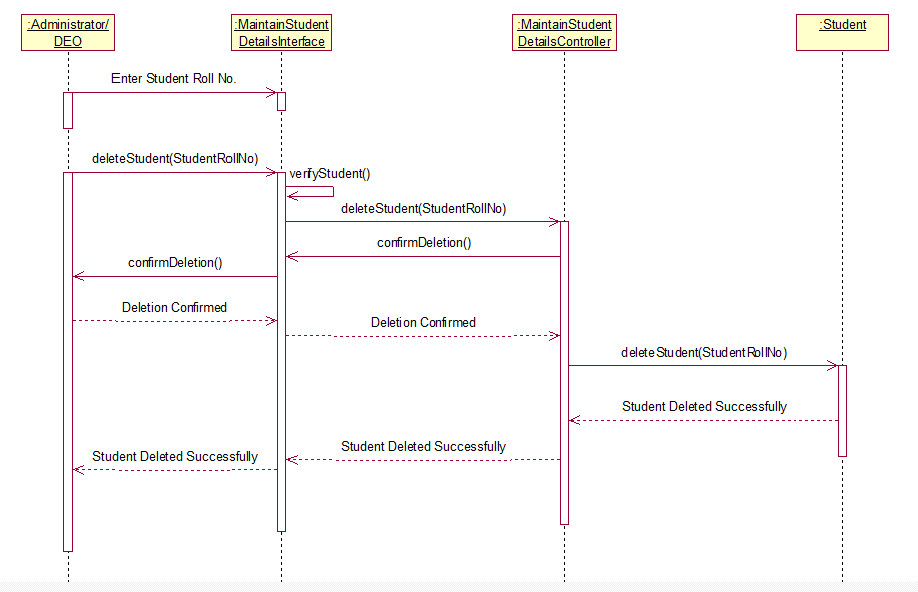 :Administrator/
DEO
:MaintainStudent
DetailsInterface
:MaintainStudent
DetailsController
:Student
Enter Student Roll No.
deleteStudent(StudentRollNo)
verifyStudent()
deleteStudent(StudentRollNo)
confirmDeletion()
confirmDeletion()
Deletion Confirmed
Deletion Confirmed
deleteStudent(StudentRollNo)
Student Deleted Successfully
Student Deleted Successfully
Student Deleted Successfully